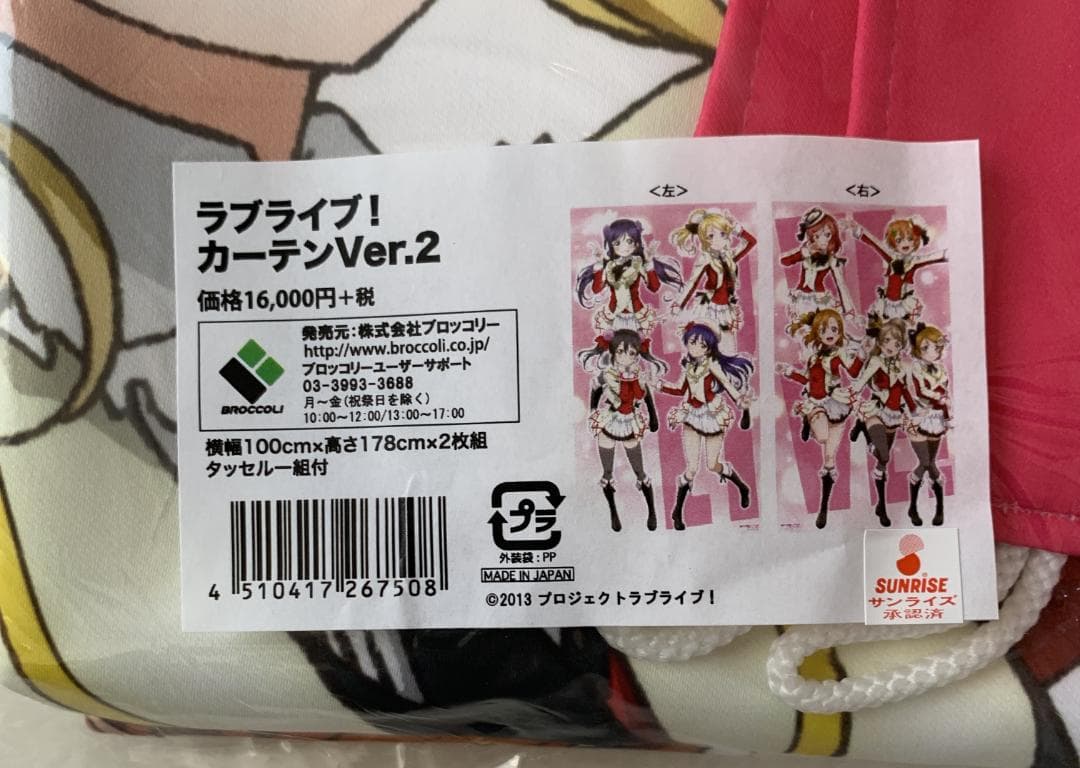 ラブライブ！
カーテンVer.2
価格16,000円+税
BROCCOLI
発売元：株式会社ブロッコリー
http://www.broccoli.co.jp/
ブロッコリーユーザーサポート
03-3993-3688
月～金（祝祭日を除く）
10:00～12:00/13:00～17:00
横幅100cm×高さ178cm×2枚組
タッセル一組付
4 510417 267508
プラ
外装袋：PP
MADE IN JAPAN
©2013 プロジェクトラブライブ！
<左>
<右>
SUNRISE
サンライズ
承認済